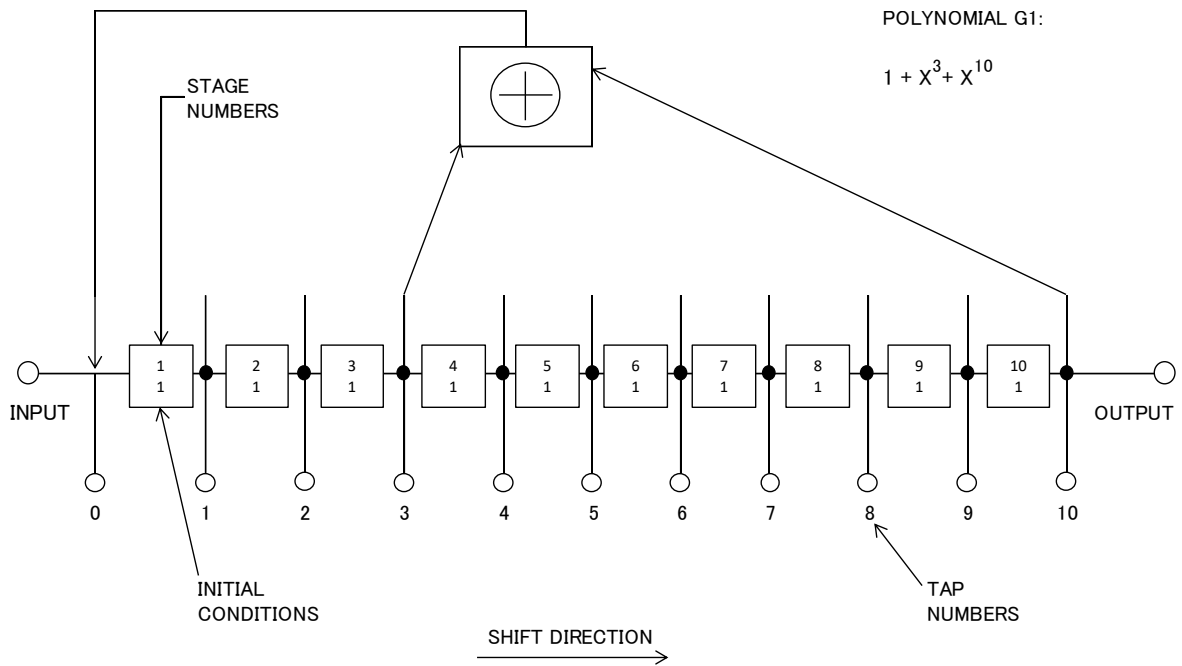 POLYNOMIAL G1:
1 + X^3 + X^10
STAGE
NUMBERS
1 2 3 4 5 6 7 8 9 10
1 1 1 1 1 1 1 1 1 1
INPUT
OUTPUT
0 1 2 3 4 5 6 7 8 9 10
INITIAL
CONDITIONS
TAP
NUMBERS
SHIFT DIRECTION